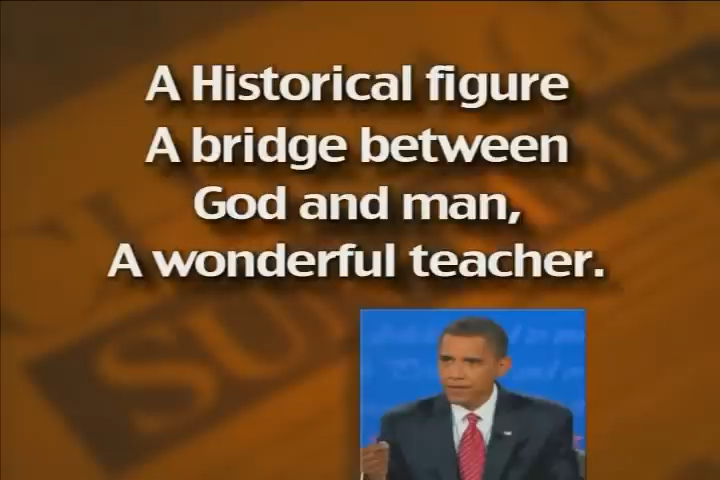 A Historical figure
A bridge between
God and man,
A wonderful teacher.